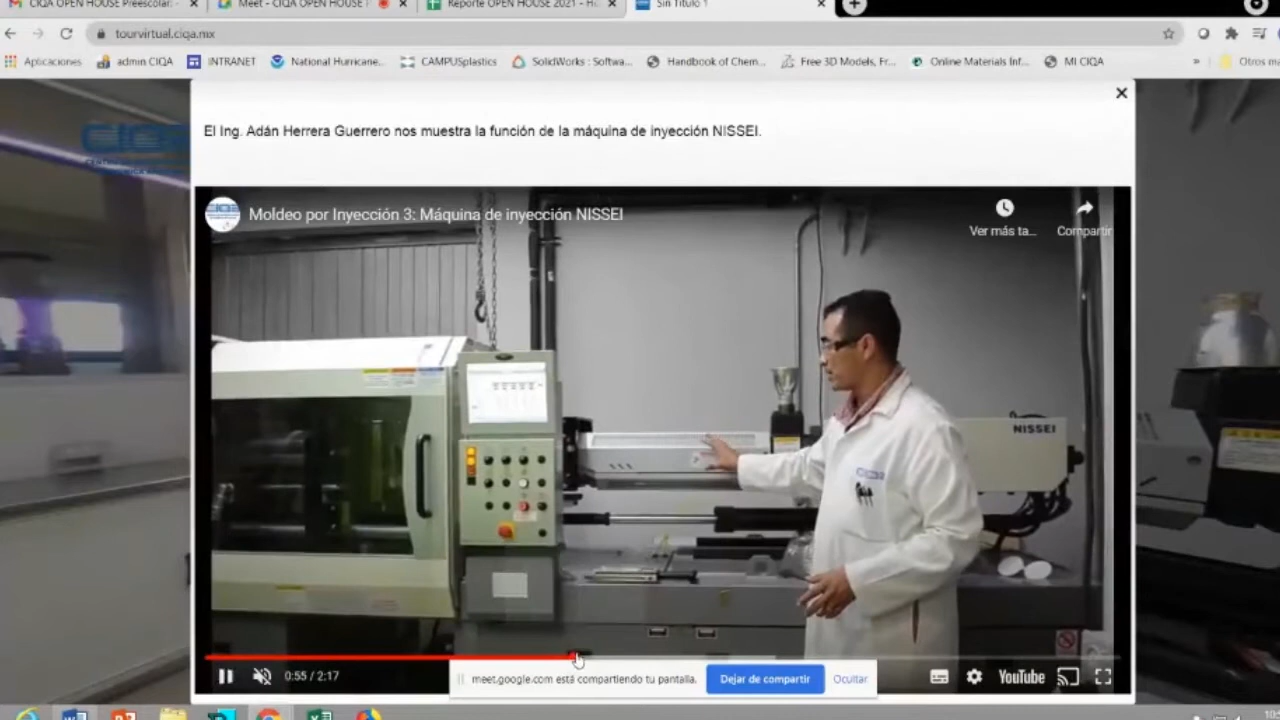 CIQA OPEN HOUSE Preescolar: -
Meet - CIQA OPEN HOUSE P
Reporte OPEN HOUSE 2021 - H
Sin Titulo 1
tourvirtual.ciqa.mx
Aplicaciones
admin CIQA
INTRANET
National Hurricane...
CAMPUSplastics
SolidWorks : Softwa...
Handbook of Chem...
Free 3D Models, Fr...
Online Materials Inf...
MI CIQA
»
Otros ma
El Ing. Adán Herrera Guerrero nos muestra la función de la máquina de inyección NISSEI.
CIQA
Moldeo por Inyección 3: Máquina de inyección NISSEI
Ver más ta...
Compartir
NISSEI
CIQA
0:55 / 2:17
meet.google.com está compartiendo tu pantalla.
Dejar de compartir
Ocultar
YouTube